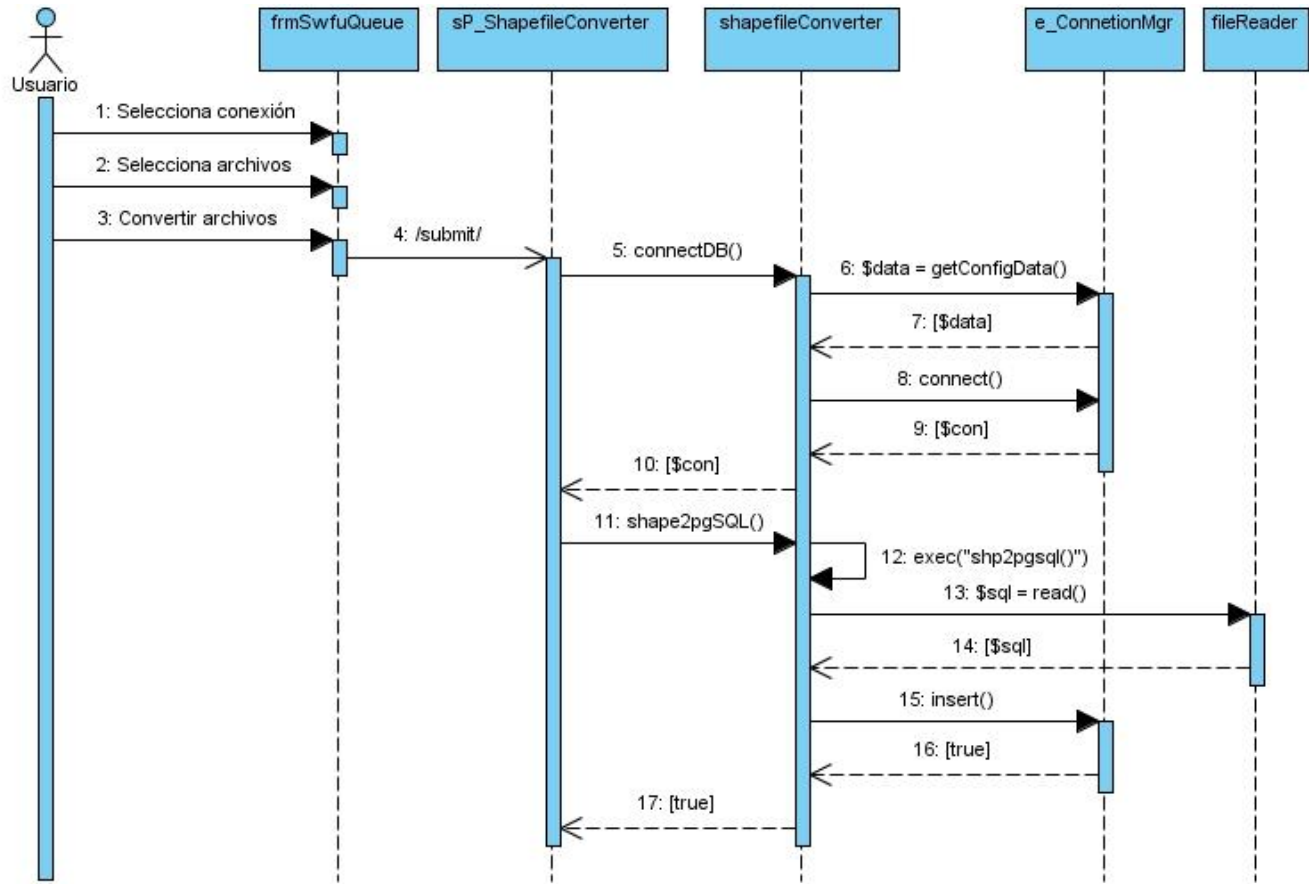 frmSwfuQueue
sP_ShapefileConverter
shapefileConverter
e_ConnetionMgr
fileReader
Usuario
1: Selecciona conexión
2: Selecciona archivos
3: Convertir archivos
4: /submit/
5: connectDB()
6: $data = getConfigData()
7: [$data]
8: connect()
9: [$con]
10: [$con]
11: shape2pgSQL()
12: exec("shp2pgsql()")
13: $sql = read()
14: [$sql]
15: insert()
16: [true]
17: [true]